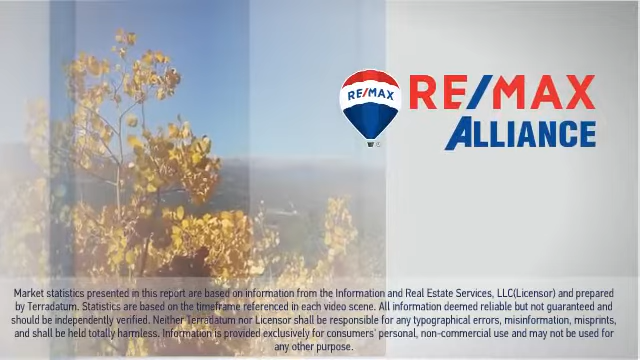 RE/MAX
RE/MAX
ALLIANCE
Market statistics presented in this report are based on information from the Information and Real Estate Services, LLC(Licensor) and prepared
by Terradatum. Statistics are based on the timeframe referenced in each video scene. All information deemed reliable but not guaranteed and
should be independently verified. Neither Terradatum nor Licensor shall be responsible for any typographical errors, misinformation, misprints,
and shall be held totally harmless. Information is provided exclusively for consumers' personal, non-commercial use and may not be used for
any other purpose.